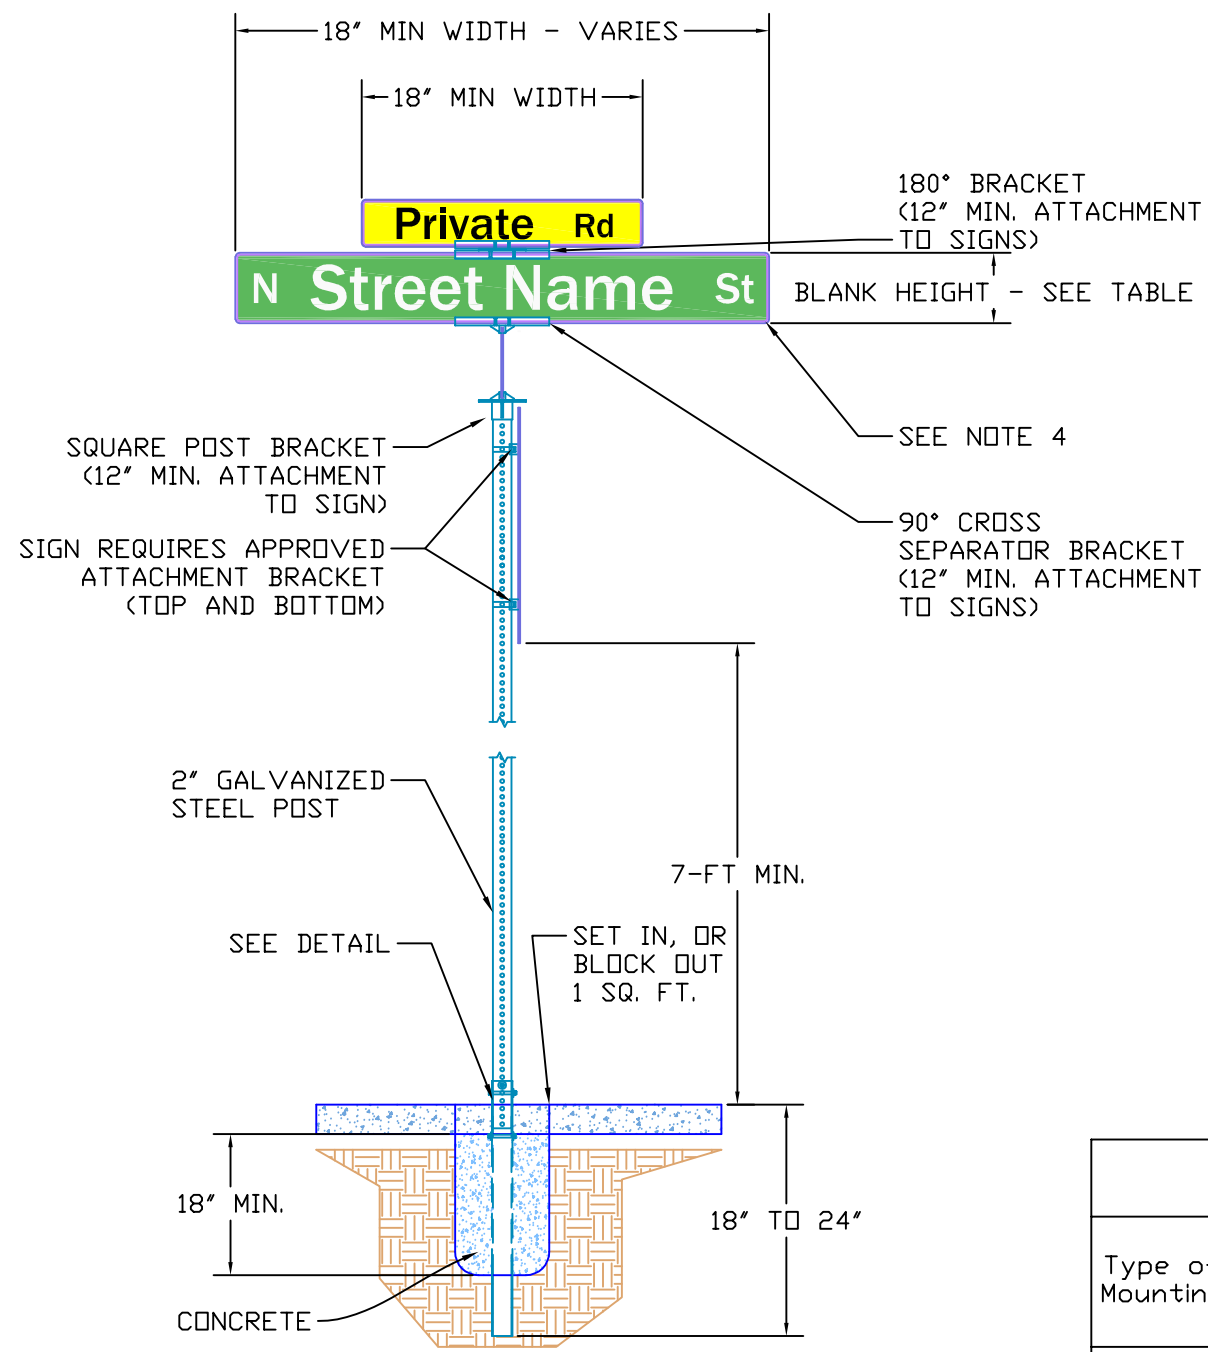 18" MIN WIDTH - VARIES
18" MIN WIDTH
180° BRACKET
(12" MIN. ATTACHMENT
TO SIGNS)
Private Rd
N Street Name St
BLANK HEIGHT - SEE TABLE
SEE NOTE 4
SQUARE POST BRACKET
(12" MIN. ATTACHMENT
TO SIGN)
90° CROSS
SEPARATOR BRACKET
(12" MIN. ATTACHMENT
TO SIGNS)
SIGN REQUIRES APPROVED
ATTACHMENT BRACKET
(TOP AND BOTTOM)
2" GALVANIZED
STEEL POST
7-FT MIN.
SEE DETAIL
SET IN, OR
BLOCK OUT
1 SQ. FT.
18" MIN.
18" TO 24"
CONCRETE
Type